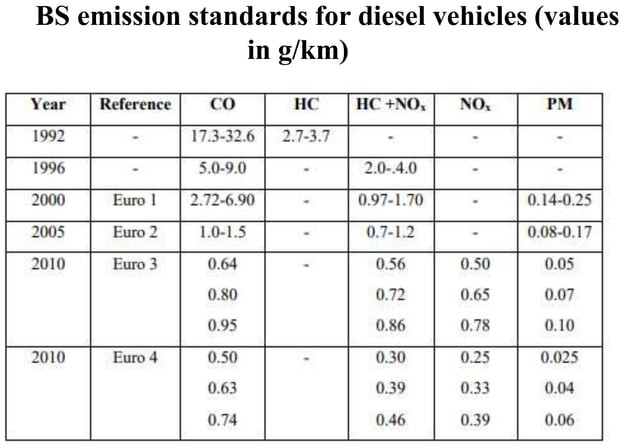 BS emission standards for diesel vehicles (values
in g/km)
Year Reference CO HC HC +NOₓ NOₓ PM
1992 - 17.3-32.6 2.7-3.7 - - -
1996 - 5.0-9.0 - 2.0-.4.0 - -
2000 Euro 1 2.72-6.90 - 0.97-1.70 - 0.14-0.25
2005 Euro 2 1.0-1.5 - 0.7-1.2 - 0.08-0.17
2010 Euro 3 0.64 - 0.56 0.50 0.05
0.80 0.72 0.65 0.07
0.95 0.86 0.78 0.10
2010 Euro 4 0.50 - 0.30 0.25 0.025
0.63 0.39 0.33 0.04
0.74 0.46 0.39 0.06